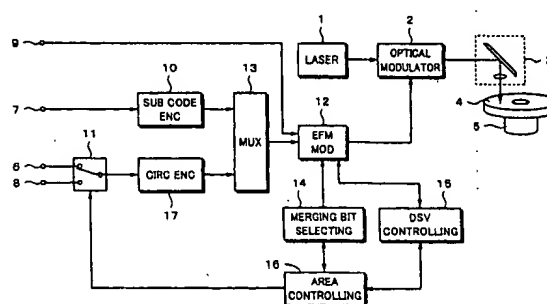 1
2
9
LASER
OPTICAL
MODULATOR
10
13
12
4
5
7
SUB CODE
ENC
MUX
EFM
MOD
11
6
8
CIRC ENC
17
14
15
MERGING BIT
SELECTING
DSV
CONTROLLING
16
AREA
CONTROLLING